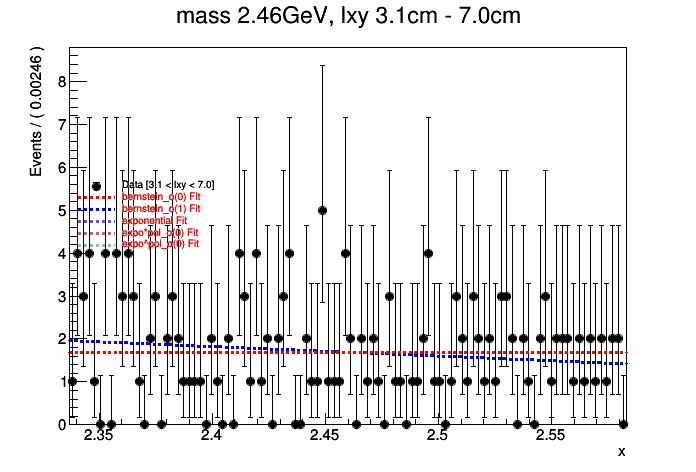 mass 2.46GeV, lxy 3.1cm - 7.0cm
Events / ( 0.00246 )
8
7
6
5
4
3
2
1
0
Data [3.1 < lxy < 7.0]
bernstein_o(0) Fit
bernstein_o(1) Fit
exponential Fit
expo*pol_o(0) Fit
expo*pol_o(0) Fit
2.35 2.4 2.45 2.5 2.55
x